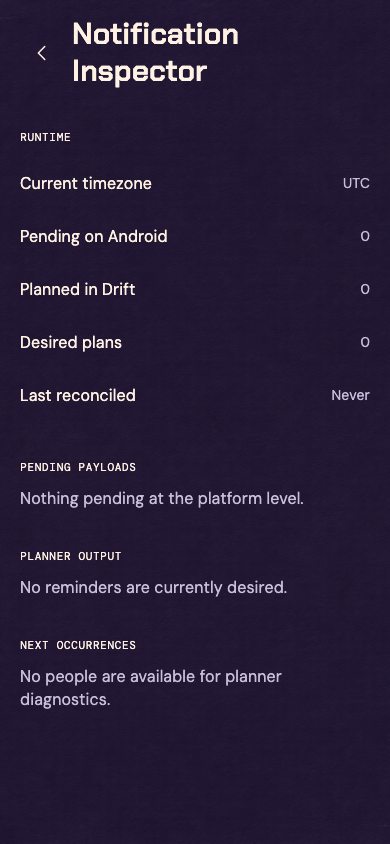 Notification
Inspector
RUNTIME
Current timezone UTC
Pending on Android 0
Planned in Drift 0
Desired plans 0
Last reconciled Never
PENDING PAYLOADS
Nothing pending at the platform level.
PLANNER OUTPUT
No reminders are currently desired.
NEXT OCCURRENCES
No people are available for planner
diagnostics.